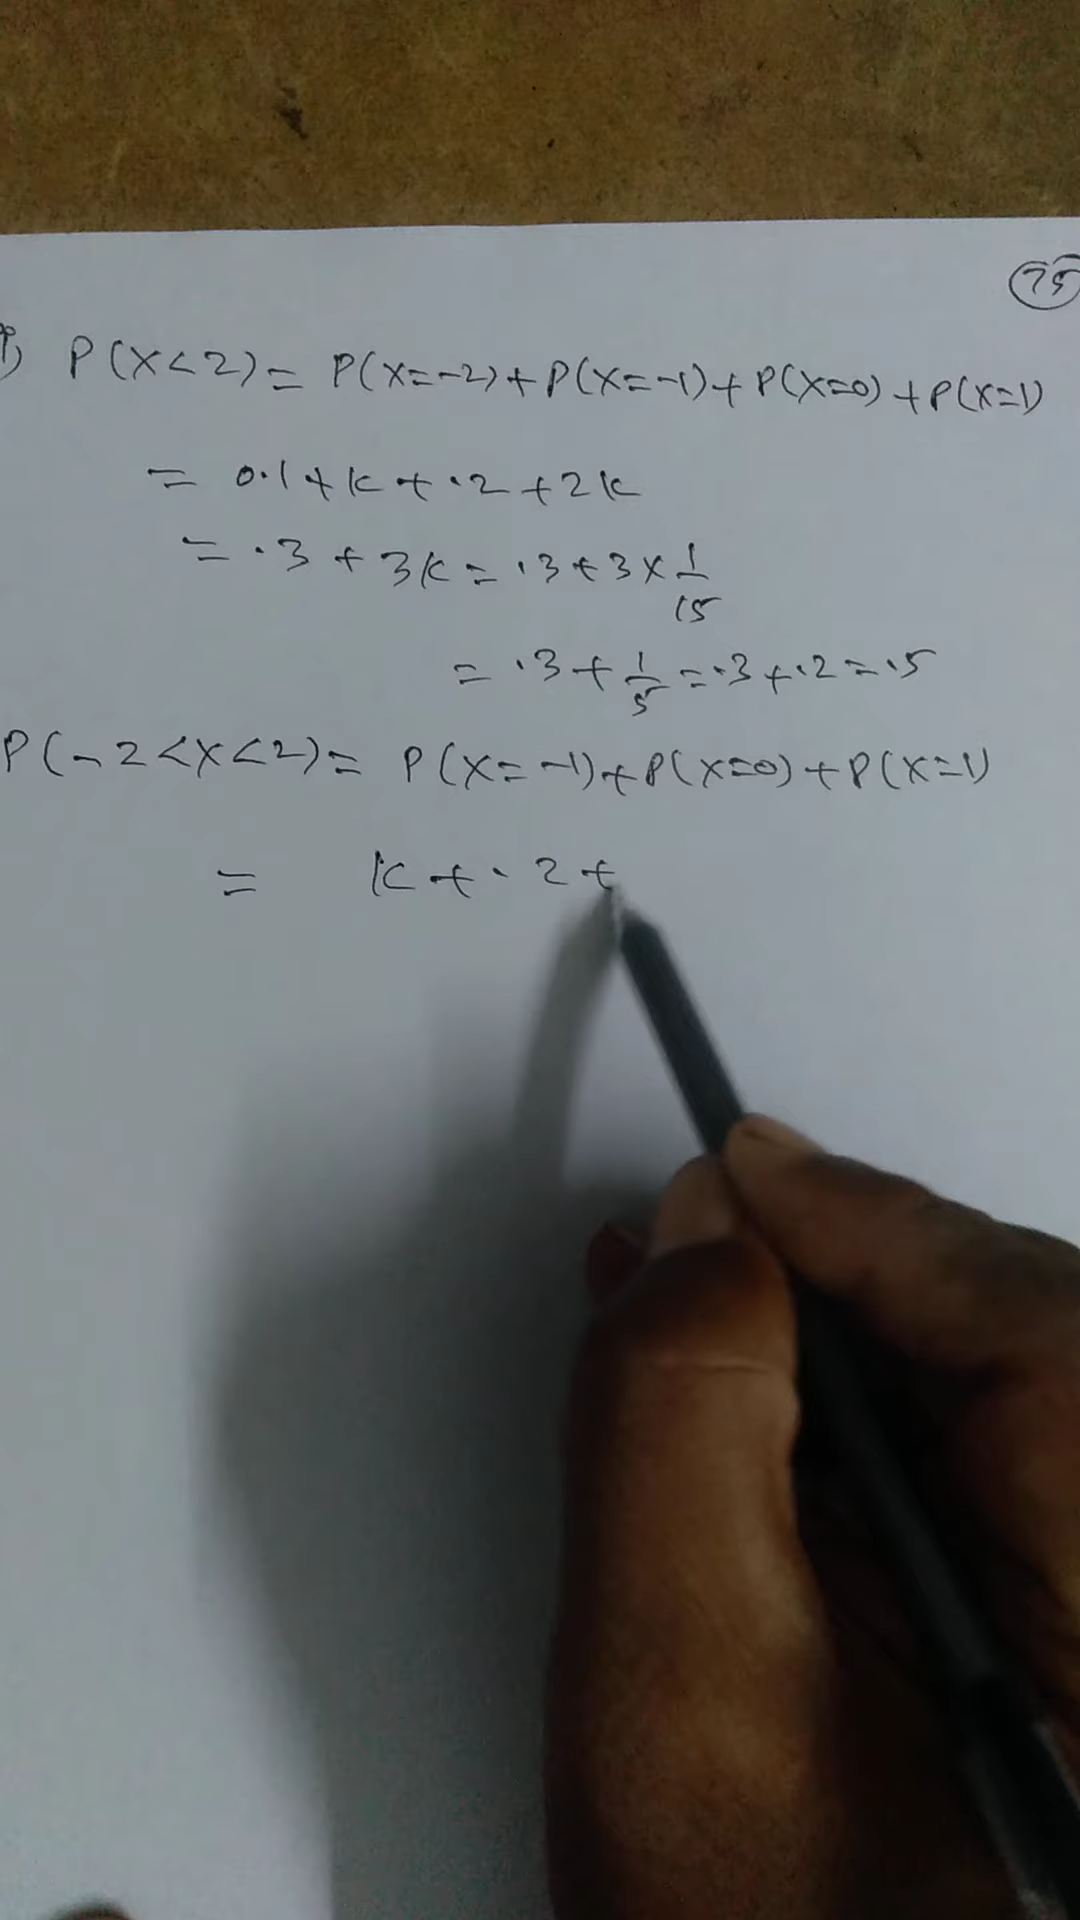 75
P(X<2) = P(X=-2) + P(X=-1) + P(X=0) + P(X=1)
= 0.1 + K + .2 + 2K
= .3 + 3K = .3 + 3 × 1/15
= .3 + 1/5 = .3 + .2 = .5
P(-2<X<2) = P(X=-1) + P(X=0) + P(X=1)
= K + .2 +